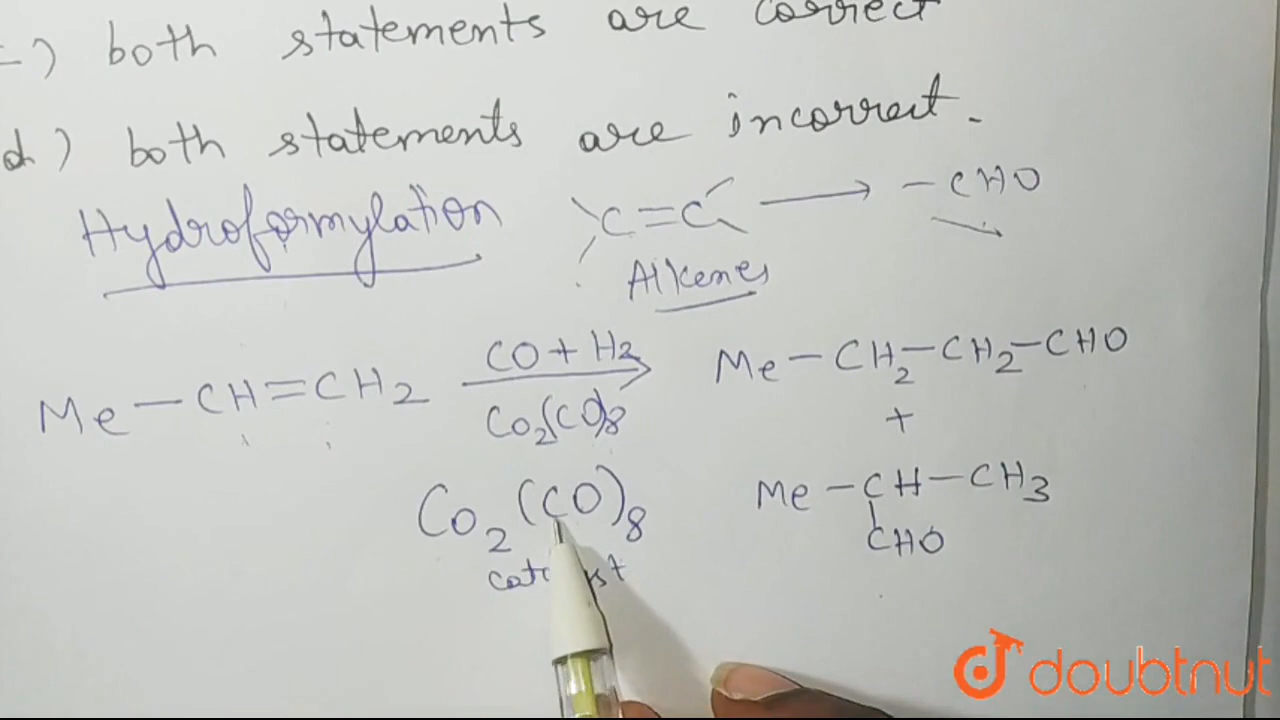 c) both statements are correct
d) both statements are incorrect.
Hydroformylation
>C=C< ⟶ -CHO
Alkenes
Me-CH=CH₂ CO+H₂ ⟶ Me-CH₂-CH₂-CHO
Co₂(CO)₈ +
Co₂(CO)₈ Me-CH-CH₃
CHO
doubtnut